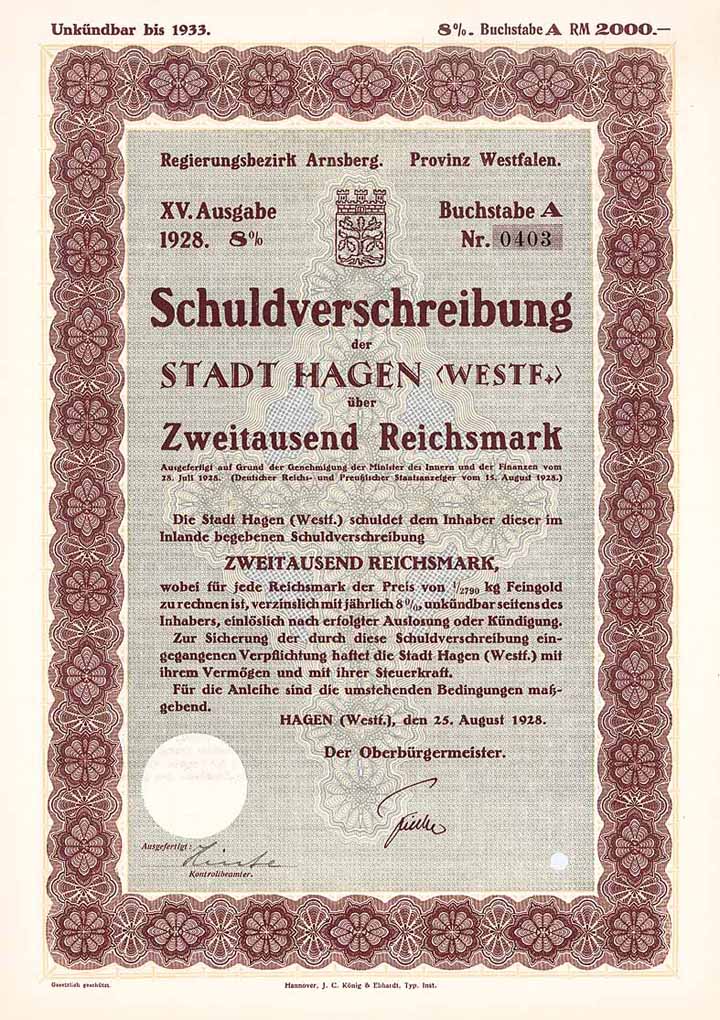 Unkündbar bis 1933. 8%. Buchstabe A RM 2000.—
Regierungsbezirk Arnsberg. Provinz Westfalen.
XV. Ausgabe Buchstabe A
1928. 8% Nr. 0403
Schuldverschreibung
der
STADT HAGEN (WESTF.)
über
Zweitausend Reichsmark
Ausgefertigt auf Grund der Genehmigung der Minister des Innern und der Finanzen vom
28. Juli 1928. (Deutscher Reichs- und Preußischer Staatsanzeiger vom 15. August 1928.)
Die Stadt Hagen (Westf.) schuldet dem Inhaber dieser im
Inlande begebenen Schuldverschreibung
ZWEITAUSEND REICHSMARK,
wobei für jede Reichsmark der Preis von 1/2790 kg Feingold
zu rechnen ist, verzinslich mit jährlich 8%, unkündbar seitens des
Inhabers, einlöslich nach erfolgter Auslosung oder Kündigung.
Zur Sicherung der durch diese Schuldverschreibung ein-
gegangenen Verpflichtung haftet die Stadt Hagen (Westf.) mit
ihrem Vermögen und mit ihrer Steuerkraft.
Für die Anleihe sind die umstehenden Bedingungen maß-
gebend.
HAGEN (Westf.), den 25. August 1928.
Der Oberbürgermeister.
Ausgefertigt:
Kontrollbeamter.
Gesetzlich geschützt. Hannover, J. C. König & Ebhardt, Typ. Inst.